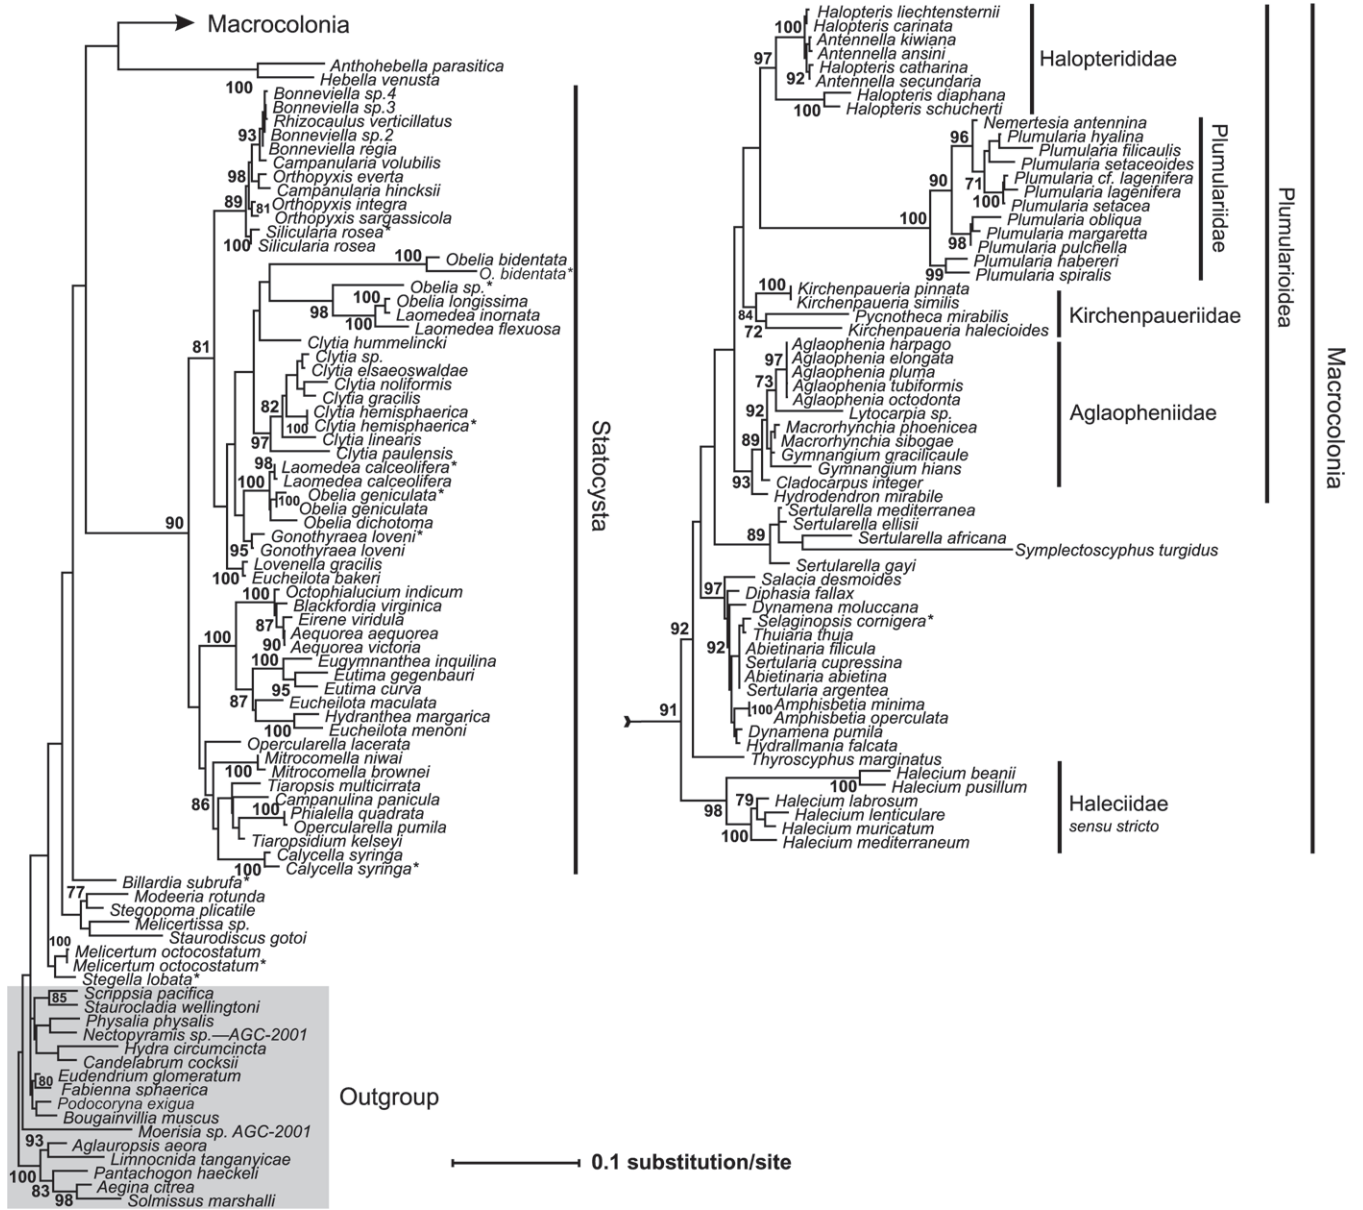 Macrocolonia
Anthohebella parasitica
Hebella venusta
100
Bonneviella sp.4
Bonneviella sp.3
Rhizocaulus verticillatus
93
Bonneviella sp.2
Bonneviella regia
Campanularia volubilis
98
Orthopyxis everta
Campanularia hincksii
89
81
Orthopyxis integra
Orthopyxis sargassicola
Silicularia rosea*
100
Silicularia rosea
100
Obelia bidentata
O. bidentata*
Obelia sp.*
98
100
Obelia longissima
Laomedea inornata
100
Laomedea flexuosa
81
Clytia hummelincki
Clytia sp.
Clytia elsaeoswaldae
Clytia noliformis
Clytia gracilis
82
Clytia hemisphaerica
100
Clytia hemisphaerica*
97
Clytia linearis
Clytia paulensis
98
Laomedea calceolifera*
100
Laomedea calceolifera
Obelia geniculata*
100
Obelia geniculata
Obelia dichotoma
90
Gonothyraea loveni*
95
Gonothyraea loveni
Lovenella gracilis
100
Eucheilota bakeri
100
Octophialucium indicum
Blackfordia virginica
87
Eirene viridula
100
Aequorea aequorea
90
Aequorea victoria
100
Eugymnanthea inquilina
Eutima gegenbauri
95
Eutima curva
87
Eucheilota maculata
Hydranthea margarica
100
Eucheilota menoni
Opercularella lacerata
Mitrocomella niwai
100
Mitrocomella brownei
Tiaropsis multicirrata
86
Campanulina panicula
100
Phialella quadrata
Opercularella pumila
Tiaropsidium kelseyi
Calycella syringa
100
Calycella syringa*
Statocysta
Billardia subrufa*
77
Modeeria rotunda
Stegopoma plicatile
Melicertissa sp.
Staurodiscus gotoi
100
Melicertum octocostatum
Melicertum octocostatum*
Stegella lobata*
Scrippsia pacifica
85
Staurocladia wellingtoni
Physalia physalis
Nectopyramis sp.—AGC-2001
Hydra circumcincta
Candelabrum cocksii
80
Eudendrium glomeratum
Fabienna sphaerica
Podocoryna exigua
Bougainvillia muscus
Moerisia sp. AGC-2001
93
Aglauropsis aeora
Limnocnida tanganyicae
100
Pantachogon haeckeli
83
Aegina citrea
98
Solmissus marshalli
Outgroup
0.1 substitution/site
Halopteris liechtensternii
100
Halopteris carinata
Antennella kiwiana
97
Antennella ansini
Halopteris catharina
92
Antennella secundaria
Halopteris diaphana
100
Halopteris schucherti
Halopterididae
Nemertesia antennina
96
Plumularia hyalina
Plumularia filicaulis
Plumularia setaceoides
90
71
Plumularia cf. lagenifera
Plumularia lagenifera
100
Plumularia setacea
100
Plumularia obliqua
Plumularia margaretta
98
Plumularia pulchella
Plumularia habereri
99
Plumularia spiralis
Plumulariidae
100
Kirchenpaueria pinnata
Kirchenpaueria similis
84
Pycnotheca mirabilis
72
Kirchenpaueria halecioides
Kirchenpaueriidae
Aglaophenia harpago
97
Aglaophenia elongata
Aglaophenia pluma
73
Aglaophenia tubiformis
Aglaophenia octodonta
92
Lytocarpia sp.
Macrorhynchia phoenicea
89
Macrorhynchia sibogae
Gymnangium gracilicaule
Gymnangium hians
93
Cladocarpus integer
Hydrodendron mirabile
Aglaopheniidae
Plumularioidea
Sertularella mediterranea
Sertularella ellisii
89
Sertularella africana
Symplectoscyphus turgidus
Sertularella gayi
97
Salacia desmoides
Diphasia fallax
Dynamena moluccana
Selaginopsis cornigera*
92
Thuiaria thuja
92
Abietinaria filicula
Sertularia cupressina
Abietinaria abietina
Sertularia argentea
91
100
Amphisbetia minima
Amphisbetia operculata
Dynamena pumila
Hydrallmania falcata
Thyroscyphus marginatus
Halecium beanii
100
Halecium pusillum
98
79
Halecium labrosum
Halecium lenticulare
Halecium muricatum
100
Halecium mediterraneum
Haleciidae
sensu stricto
Macrocolonia